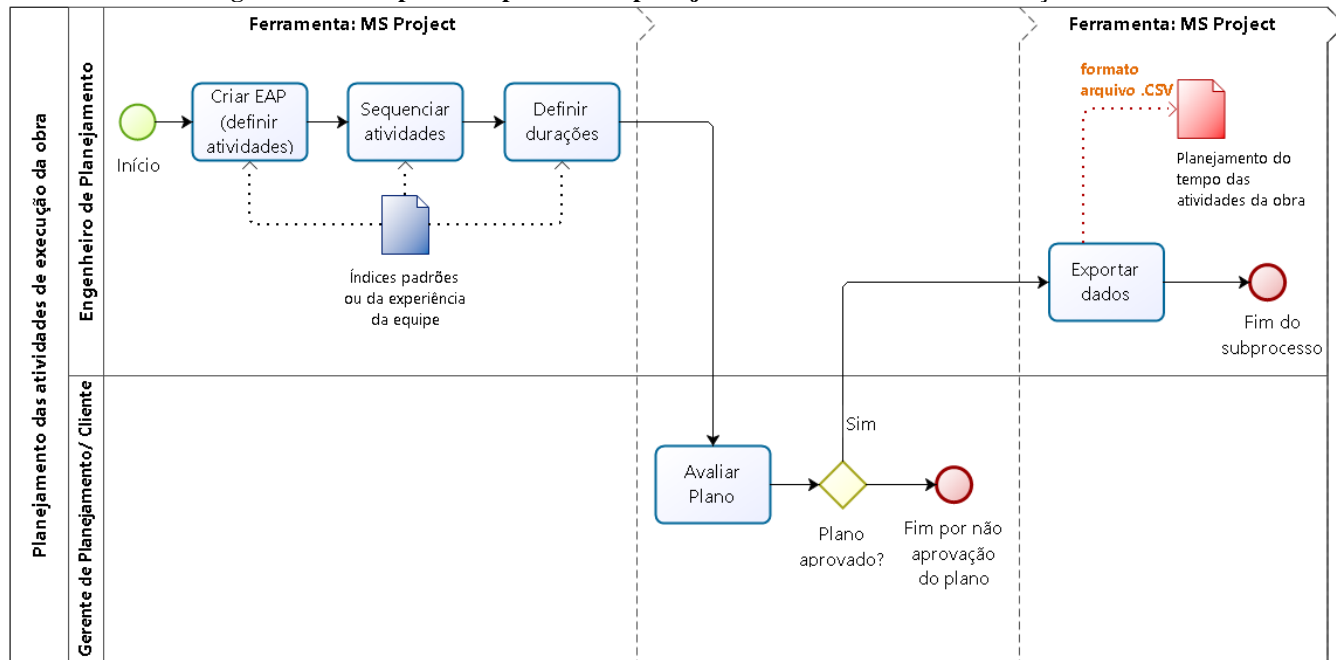 Ferramenta: MS Project
Ferramenta: MS Project
Planejamento das atividades de execução da obra
Engenheiro de Planejamento
Início
Criar EAP
(definir
atividades)
Sequenciar
atividades
Definir
durações
Índices padrões
ou da experiência
da equipe
formato
arquivo .CSV
Planejamento do
tempo das
atividades da obra
Exportar
dados
Fim do
subprocesso
Gerente de Planejamento/ Cliente
Avaliar
Plano
Sim
Plano
aprovado?
Fim por não
aprovação
do plano